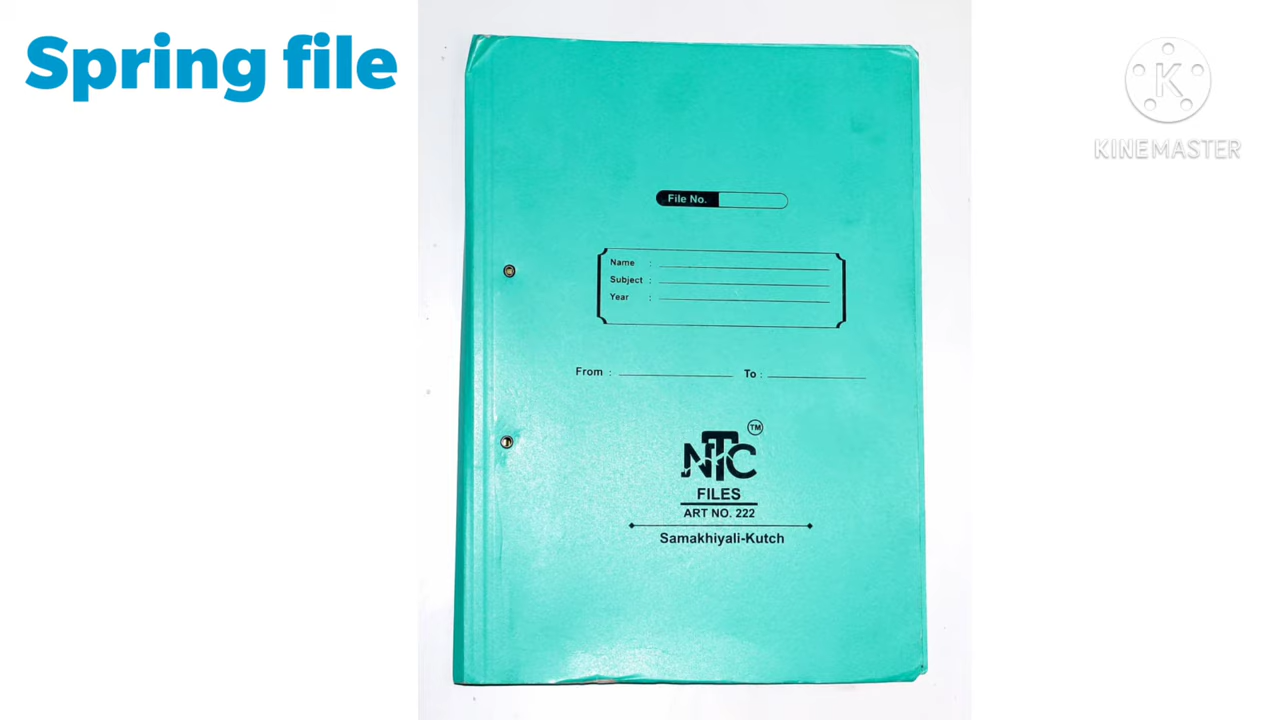 Spring file
K
KINEMASTER
File No.
Name :
Subject :
Year :
From : To :
NTC TM
FILES
ART NO. 222
Samakhiyali-Kutch